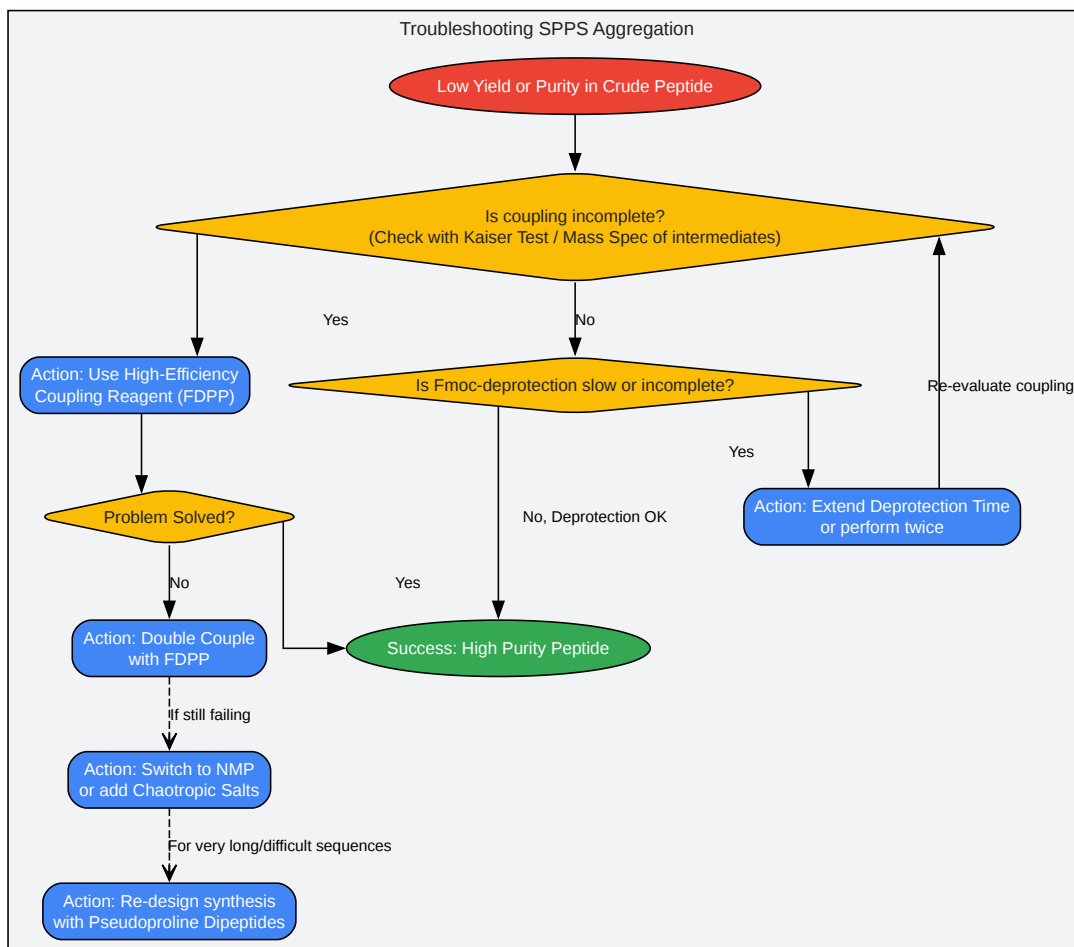 Troubleshooting SPPS Aggregation
Low Yield or Purity in Crude Peptide
Is coupling incomplete?
(Check with Kaiser Test / Mass Spec of intermediates)
Yes
No
Action: Use High-Efficiency
Coupling Reagent (FDPP)
Is Fmoc-deprotection slow or incomplete?
Re-evaluate coupling
Yes
Problem Solved?
No, Deprotection OK
Action: Extend Deprotection Time
or perform twice
No
Yes
Action: Double Couple
with FDPP
Success: High Purity Peptide
If still failing
Action: Switch to NMP
or add Chaotropic Salts
For very long/difficult sequences
Action: Re-design synthesis
with Pseudoproline Dipeptides